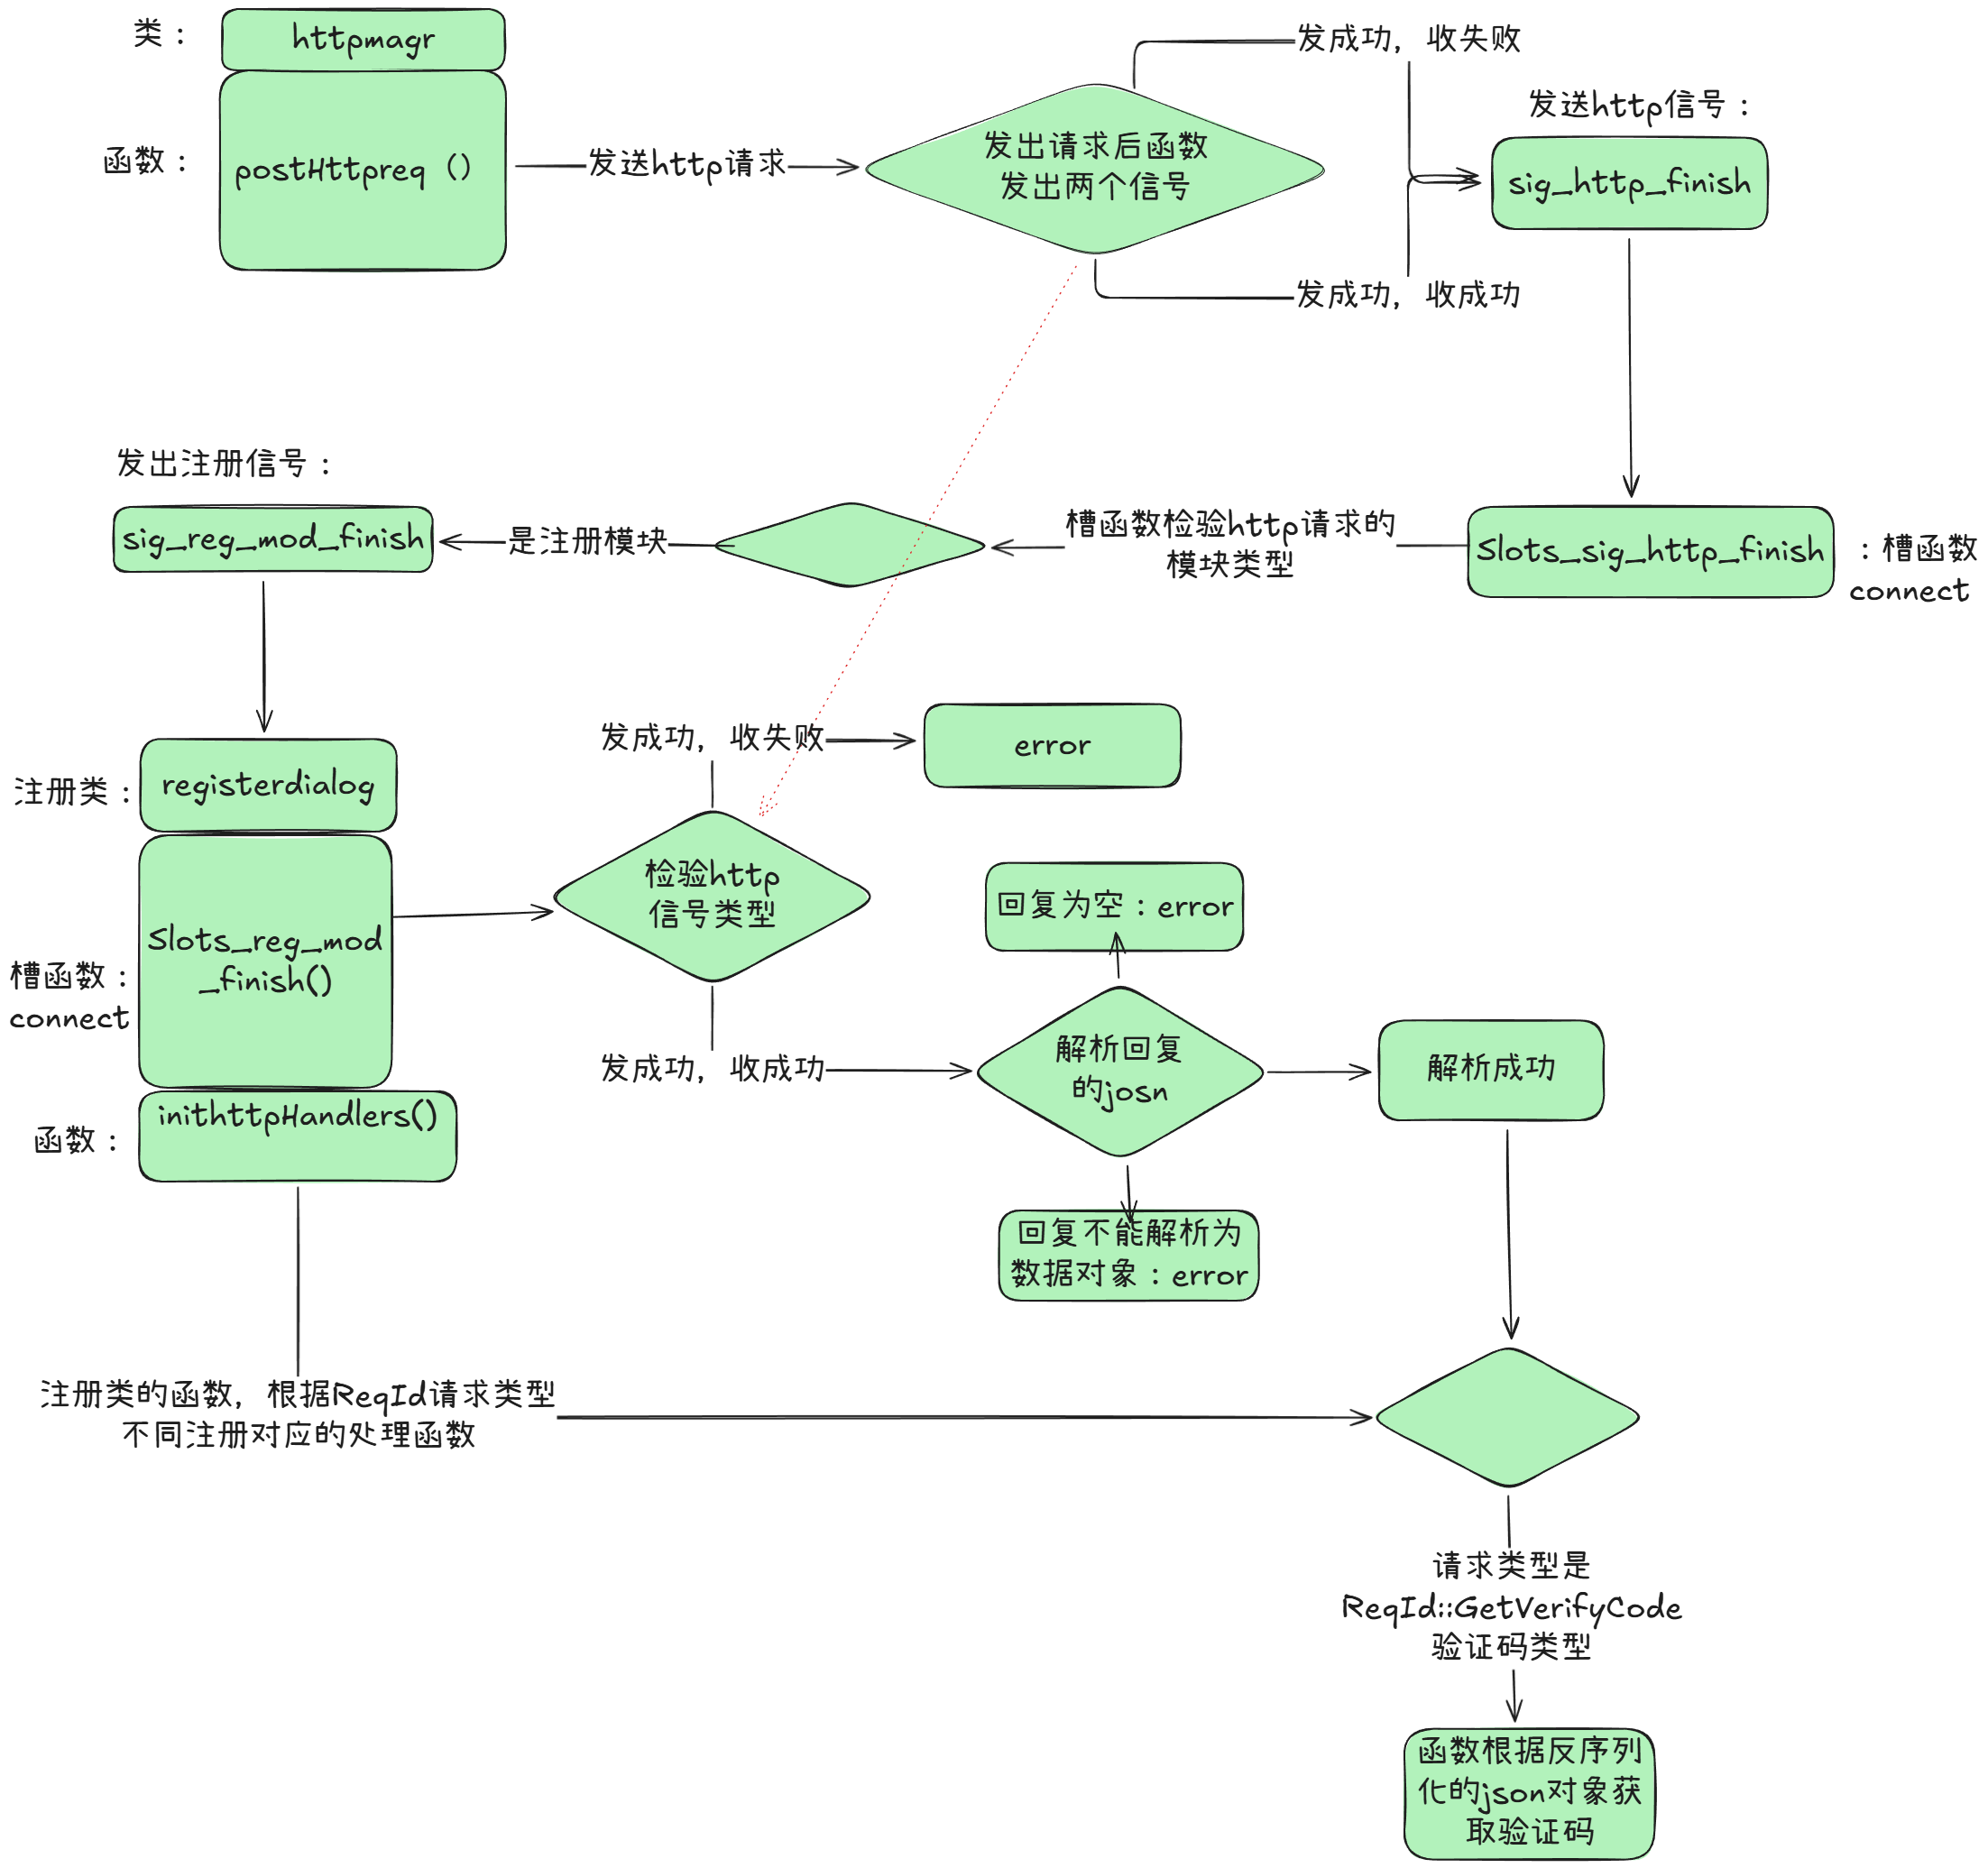 类：
httpmagr
函数：
postHttpreq（）
发送http请求
发出请求后函数
发出两个信号
发成功，收失败
发成功，收成功
发送http信号：
sig_http_finish
Slots_sig_http_finish
：槽函数
connect
槽函数检验http请求的
模块类型
是注册模块
发出注册信号：
sig_reg_mod_finish
注册类：
registerdialog
槽函数：
connect
Slots_reg_mod
_finish()
函数：
inithttpHandlers()
检验http
信号类型
发成功，收失败
error
发成功，收成功
解析回复
的josn
回复为空：error
回复不能解析为
数据对象：error
解析成功
注册类的函数，根据ReqId请求类型
不同注册对应的处理函数
请求类型是
ReqId::GetVerifyCode
验证码类型
函数根据反序列
化的json对象获
取验证码